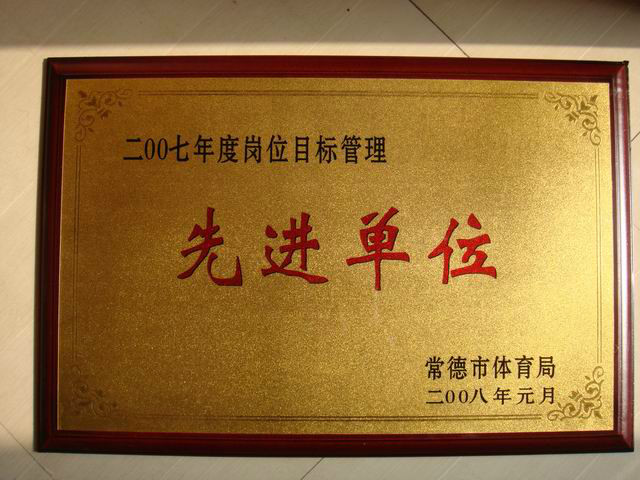 二00七年度岗位目标管理
先进单位
常德市体育局
二00八年元月